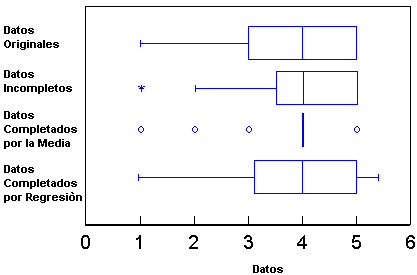 Datos
Originales
Datos
Incompletos
Datos
Completados
por la Media
Datos
Completados
por Regresiòn
0 1 2 3 4 5 6
Datos